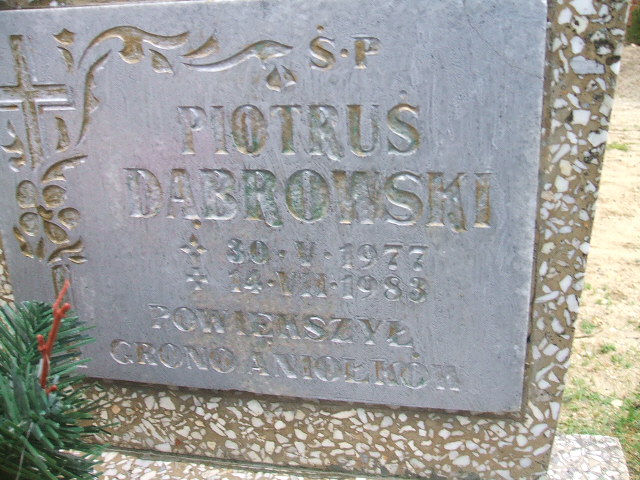 Ś·P
PIOTRUŚ
DĄBROWSKI
30·V·1977
14·VII·1983
POWIĘKSZYŁ
GRONO ANIOŁKÓW